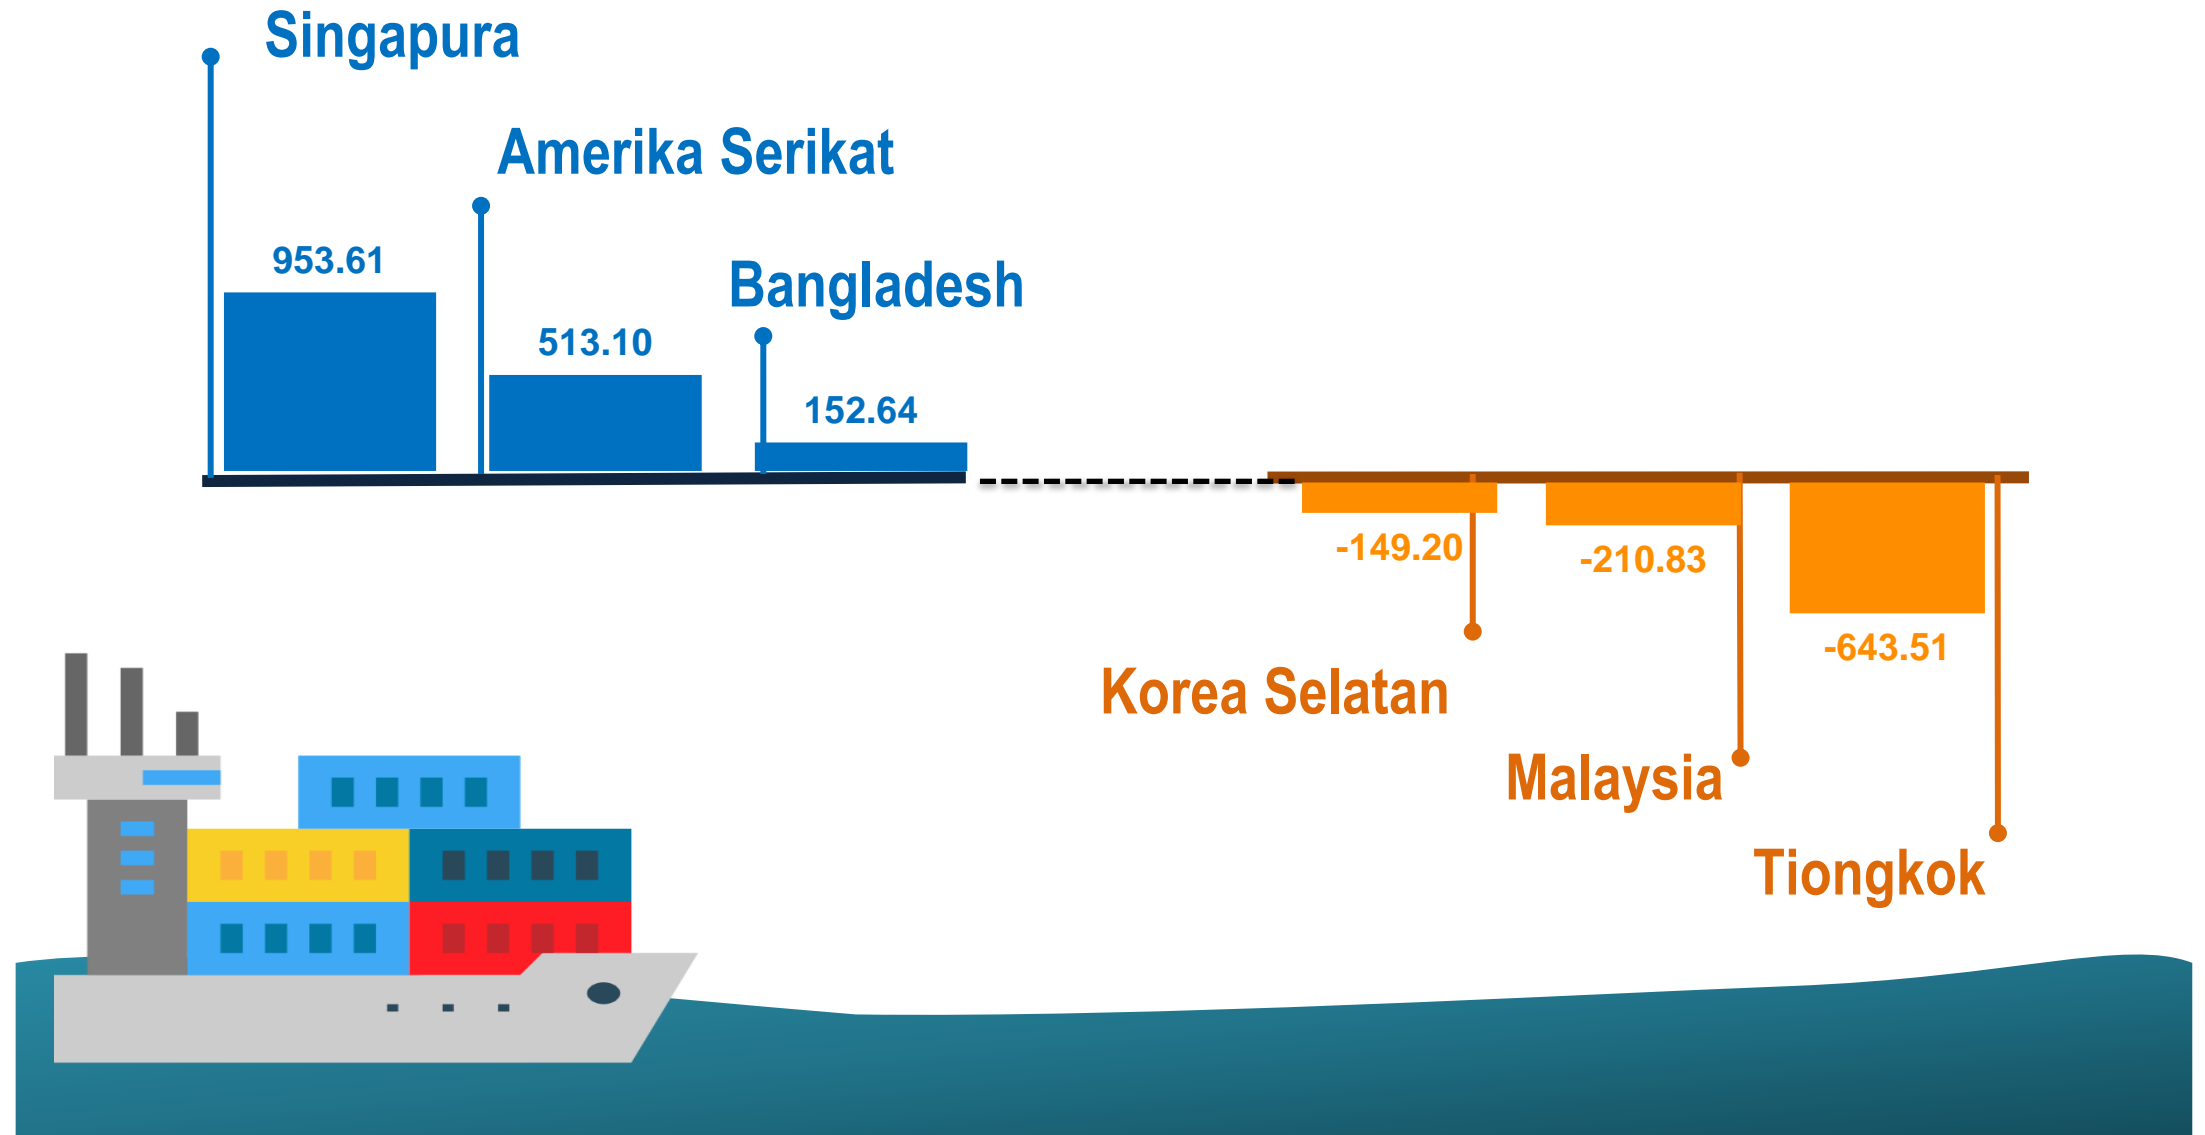 Singapura
Amerika Serikat
953.61
Bangladesh
513.10
152.64
-149.20
-210.83
-643.51
Korea Selatan
Malaysia
Tiongkok